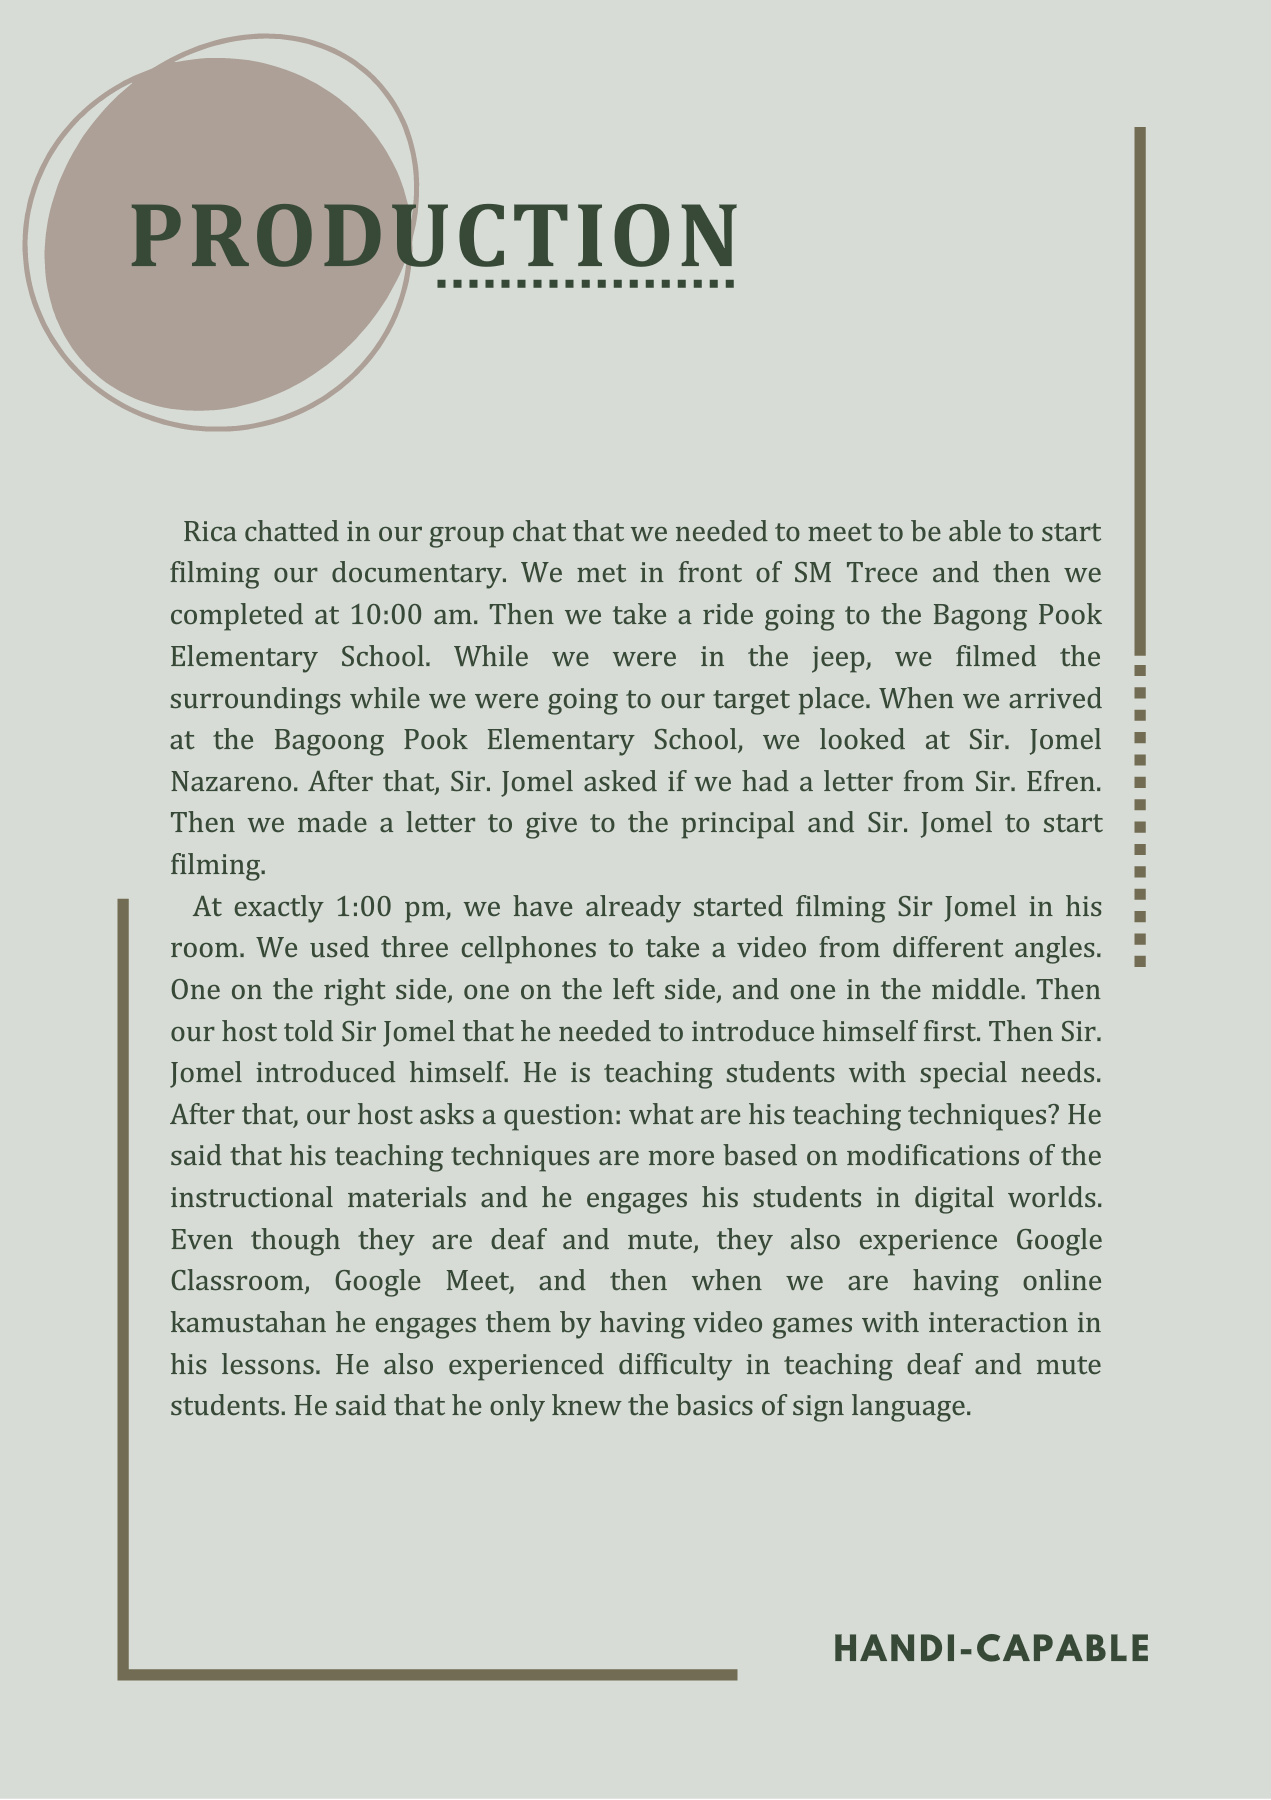 PRODUCTION
Rica chatted in our group chat that we needed to meet to be able to start
filming our documentary. We met in front of SM Trece and then we
completed at 10:00 am. Then we take a ride going to the Bagong Pook
Elementary School. While we were in the jeep, we filmed the
surroundings while we were going to our target place. When we arrived
at the Bagoong Pook Elementary School, we looked at Sir. Jomel
Nazareno. After that, Sir. Jomel asked if we had a letter from Sir. Efren.
Then we made a letter to give to the principal and Sir. Jomel to start
filming.
At exactly 1:00 pm, we have already started filming Sir Jomel in his
room. We used three cellphones to take a video from different angles.
One on the right side, one on the left side, and one in the middle. Then
our host told Sir Jomel that he needed to introduce himself first. Then Sir.
Jomel introduced himself. He is teaching students with special needs.
After that, our host asks a question: what are his teaching techniques? He
said that his teaching techniques are more based on modifications of the
instructional materials and he engages his students in digital worlds.
Even though they are deaf and mute, they also experience Google
Classroom, Google Meet, and then when we are having online
kamustahan he engages them by having video games with interaction in
his lessons. He also experienced difficulty in teaching deaf and mute
students. He said that he only knew the basics of sign language.
HANDI-CAPABLE